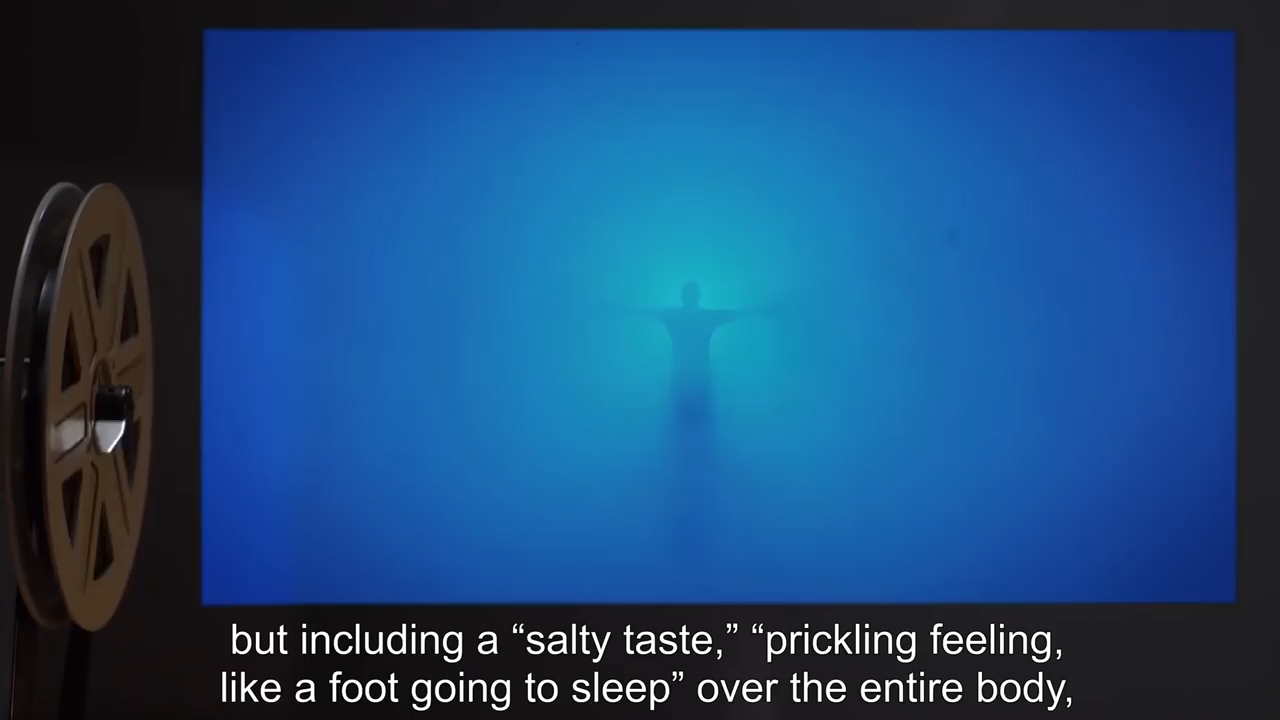 but including a “salty taste,” “prickling feeling,
like a foot going to sleep” over the entire body,